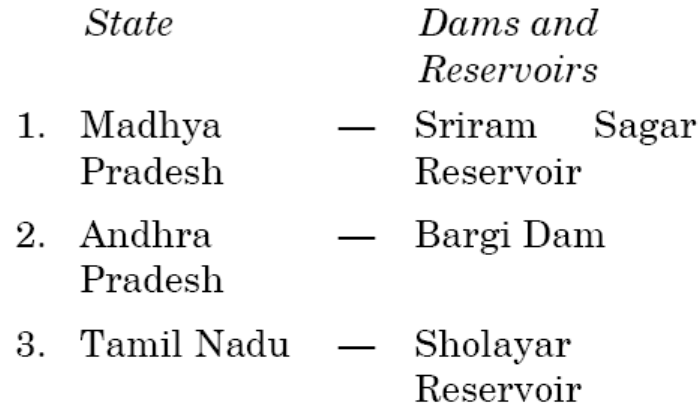 State Dams and
Reservoirs
1. Madhya — Sriram Sagar
Pradesh Reservoir
2. Andhra — Bargi Dam
Pradesh
3. Tamil Nadu — Sholayar
Reservoir